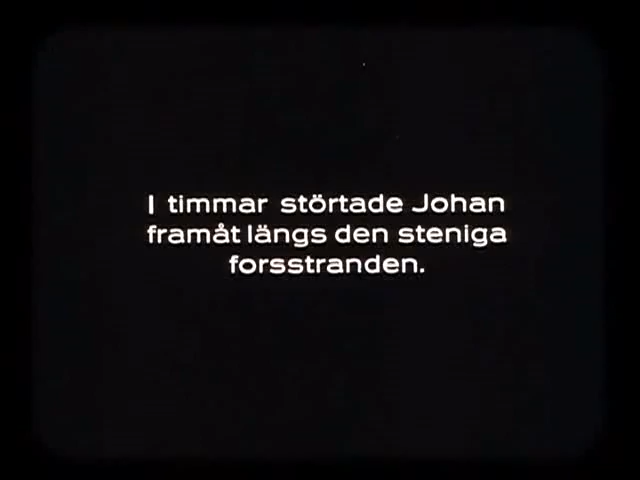 I timmar störtade Johan
framåt längs den steniga
forsstranden.